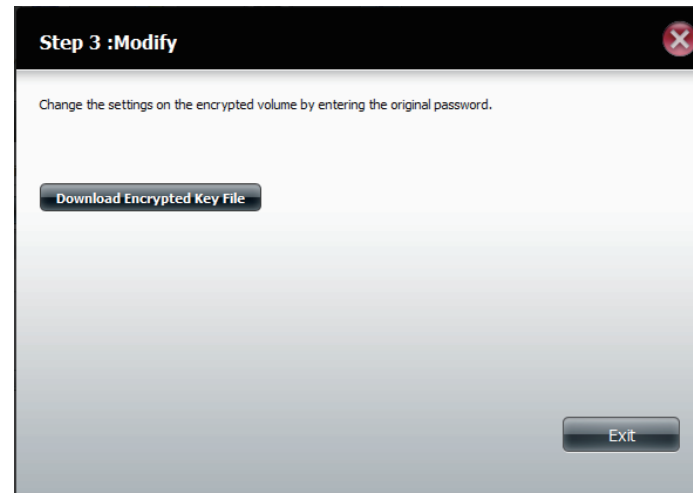 Step 3 :Modify
Change the settings on the encrypted volume by entering the original password.
Download Encrypted Key File
Exit